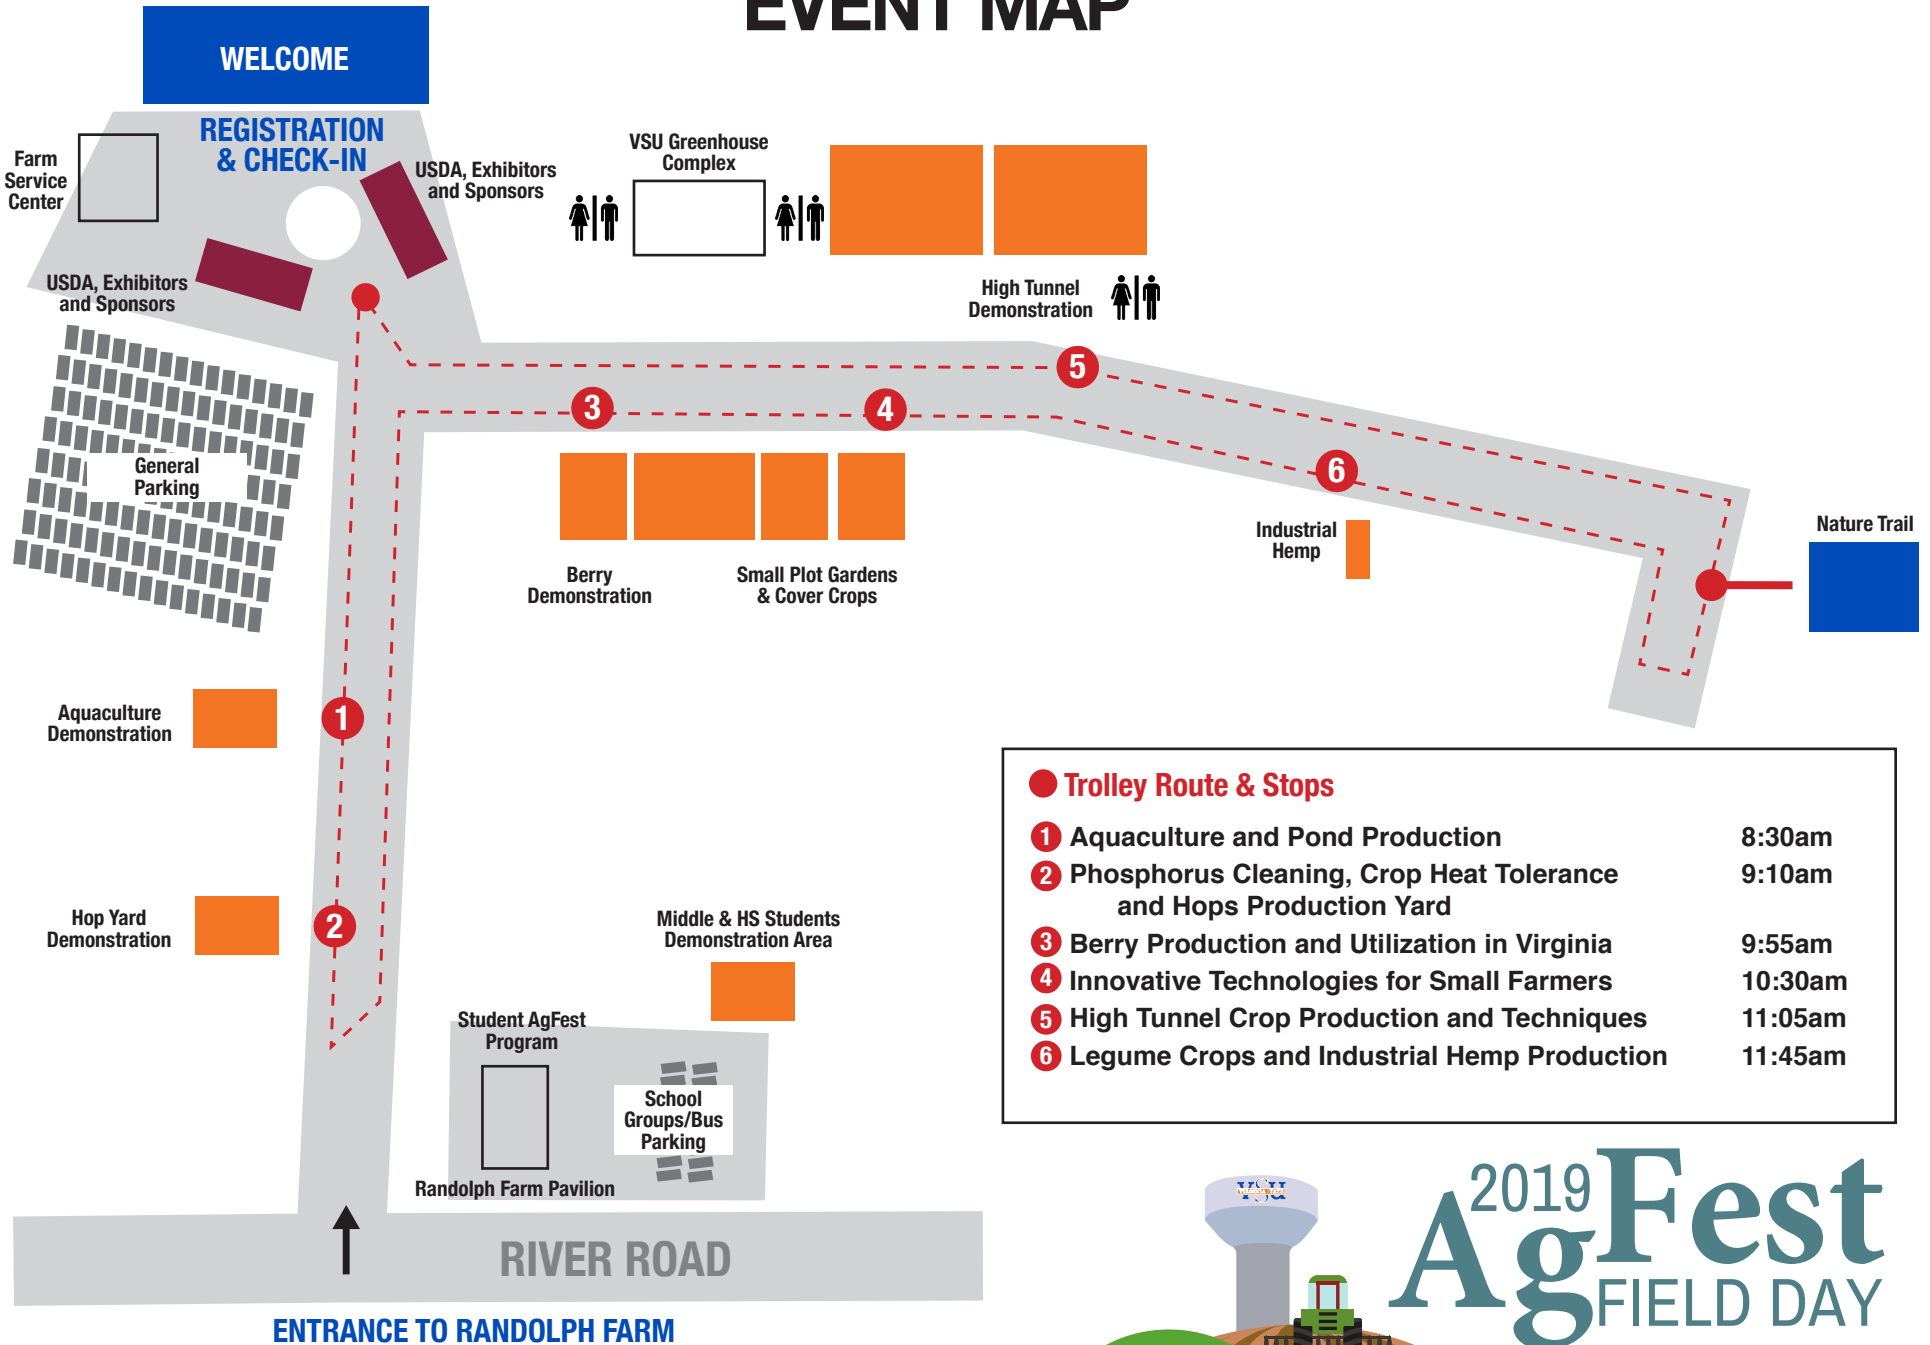 EVENT MAP
WELCOME
REGISTRATION
& CHECK-IN
Farm
Service
Center
USDA, Exhibitors
and Sponsors
USDA, Exhibitors
and Sponsors
VSU Greenhouse
Complex
High Tunnel
Demonstration
General
Parking
3
4
5
6
Berry
Demonstration
Small Plot Gardens
& Cover Crops
Industrial
Hemp
Nature Trail
Aquaculture
Demonstration
1
Hop Yard
Demonstration
2
Middle & HS Students
Demonstration Area
Student AgFest
Program
School
Groups/Bus
Parking
Randolph Farm Pavilion
RIVER ROAD
ENTRANCE TO RANDOLPH FARM
Trolley Route & Stops
1 Aquaculture and Pond Production 8:30am
2 Phosphorus Cleaning, Crop Heat Tolerance 9:10am
and Hops Production Yard
3 Berry Production and Utilization in Virginia 9:55am
4 Innovative Technologies for Small Farmers 10:30am
5 High Tunnel Crop Production and Techniques 11:05am
6 Legume Crops and Industrial Hemp Production 11:45am
VSU
2019
AgFest
FIELD DAY